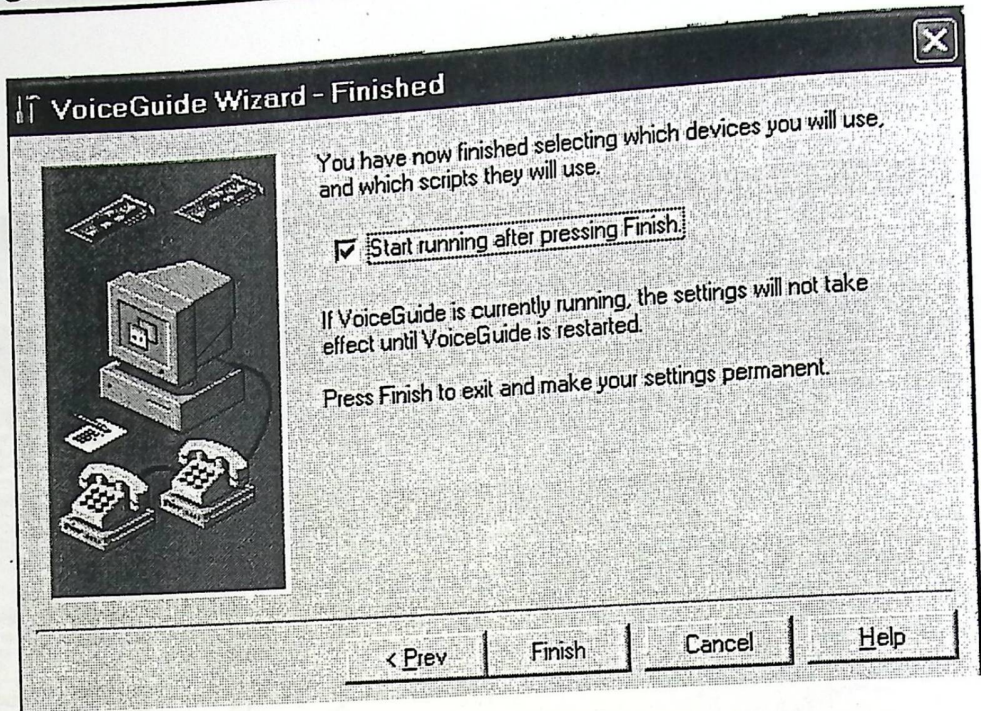 VoiceGuide Wizard - Finished
You have now finished selecting which devices you will use,
and which scripts they will use.
Start running after pressing Finish.
If VoiceGuide is currently running, the settings will not take
effect until VoiceGuide is restarted.
Press Finish to exit and make your settings permanent.
< Prev Finish Cancel Help